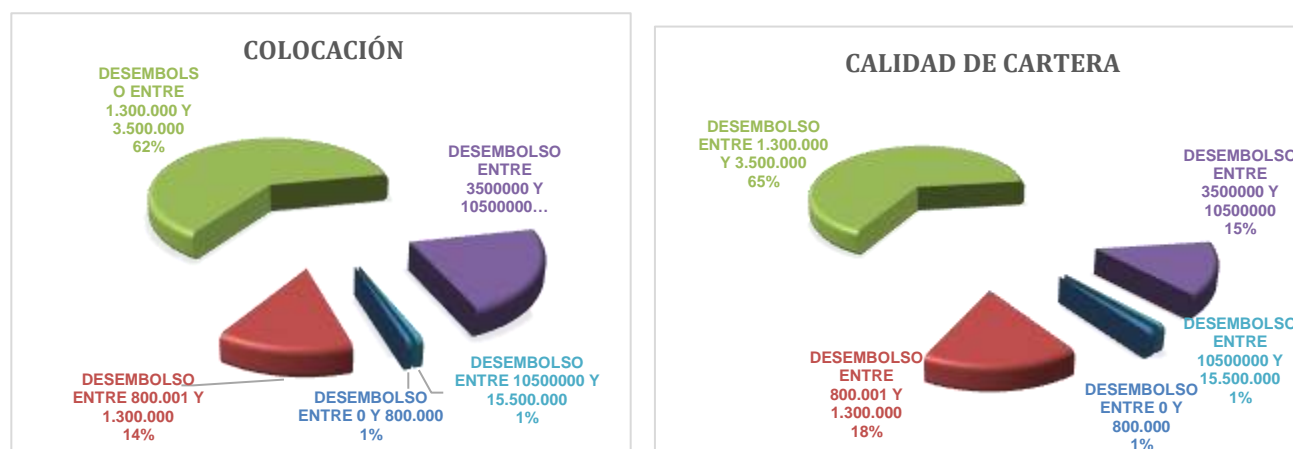 COLOCACIÓN
DESEMBOLS
O ENTRE
1.300.000 Y
3.500.000
62%
DESEMBOLSO
ENTRE
3500000 Y
10500000…
DESEMBOLSO
ENTRE 800.001 Y
1.300.000
14%
DESEMBOLSO
ENTRE 0 Y 800.000
1%
DESEMBOLSO
ENTRE 10500000 Y
15.500.000
1%
CALIDAD DE CARTERA
DESEMBOLSO
ENTRE 1.300.000
Y 3.500.000
65%
DESEMBOLSO
ENTRE
3500000 Y
10500000
15%
DESEMBOLSO
ENTRE
800.001 Y
1.300.000
18%
DESEMBOLSO
ENTRE 0 Y
800.000
1%
DESEMBOLSO
ENTRE
10500000 Y
15.500.000
1%